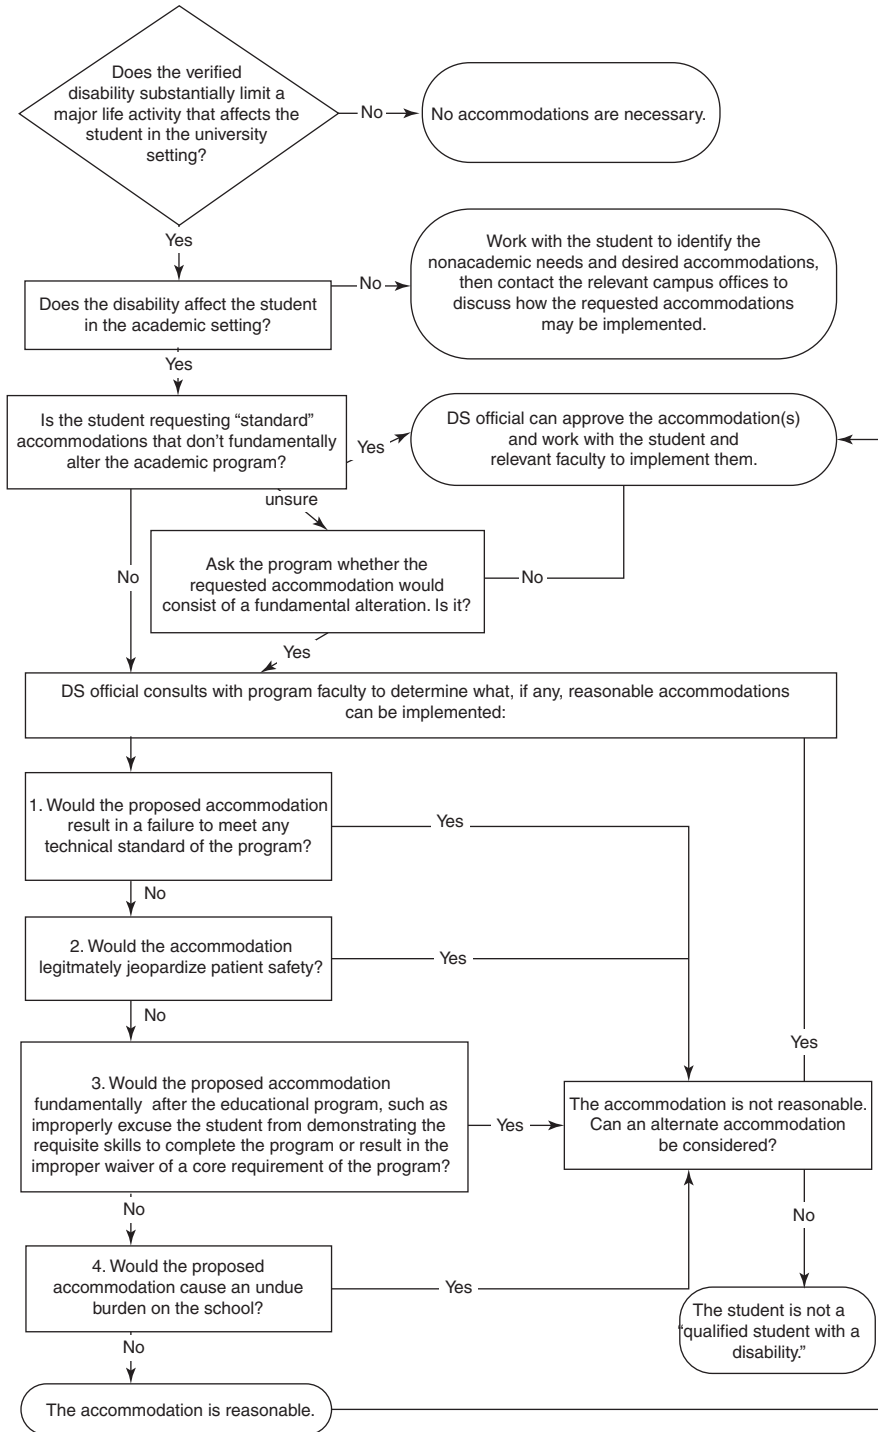 Does the verified
disability substantially limit a
major life activity that affects the
student in the university
setting?
No
No accommodations are necessary.
Yes
Does the disability affect the student
in the academic setting?
No
Work with the student to identify the
nonacademic needs and desired accommodations,
then contact the relevant campus offices to
discuss how the requested accommodations
may be implemented.
Yes
Is the student requesting “standard”
accommodations that don’t fundamentally
alter the academic program?
Yes
DS official can approve the accommodation(s)
and work with the student and
relevant faculty to implement them.
unsure
No
Ask the program whether the
requested accommodation would
consist of a fundamental alteration. Is it?
No
Yes
DS official consults with program faculty to determine what, if any, reasonable accommodations
can be implemented:
1. Would the proposed accommodation
result in a failure to meet any
technical standard of the program?
Yes
No
2. Would the accommodation
legitmately jeopardize patient safety?
Yes
No
3. Would the proposed accommodation
fundamentally after the educational program, such as
improperly excuse the student from demonstrating the
requisite skills to complete the program or result in the
improper waiver of a core requirement of the program?
Yes
Yes
The accommodation is not reasonable.
Can an alternate accommodation
be considered?
No
No
4. Would the proposed
accommodation cause an undue
burden on the school?
Yes
The student is not a
“qualified student with a
disability.”
No
The accommodation is reasonable.